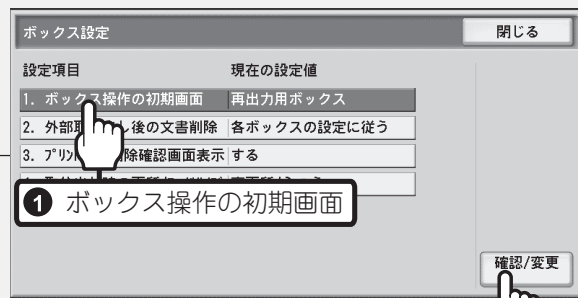 ボックス設定
閉じる
設定項目 現在の設定値
1. ボックス操作の初期画面 再出力用ボックス
2. 外部取 し後の文書削除 各ボックスの設定に従う
3. プリント 除確認画面表示 する
❶ ボックス操作の初期画面
確認/変更